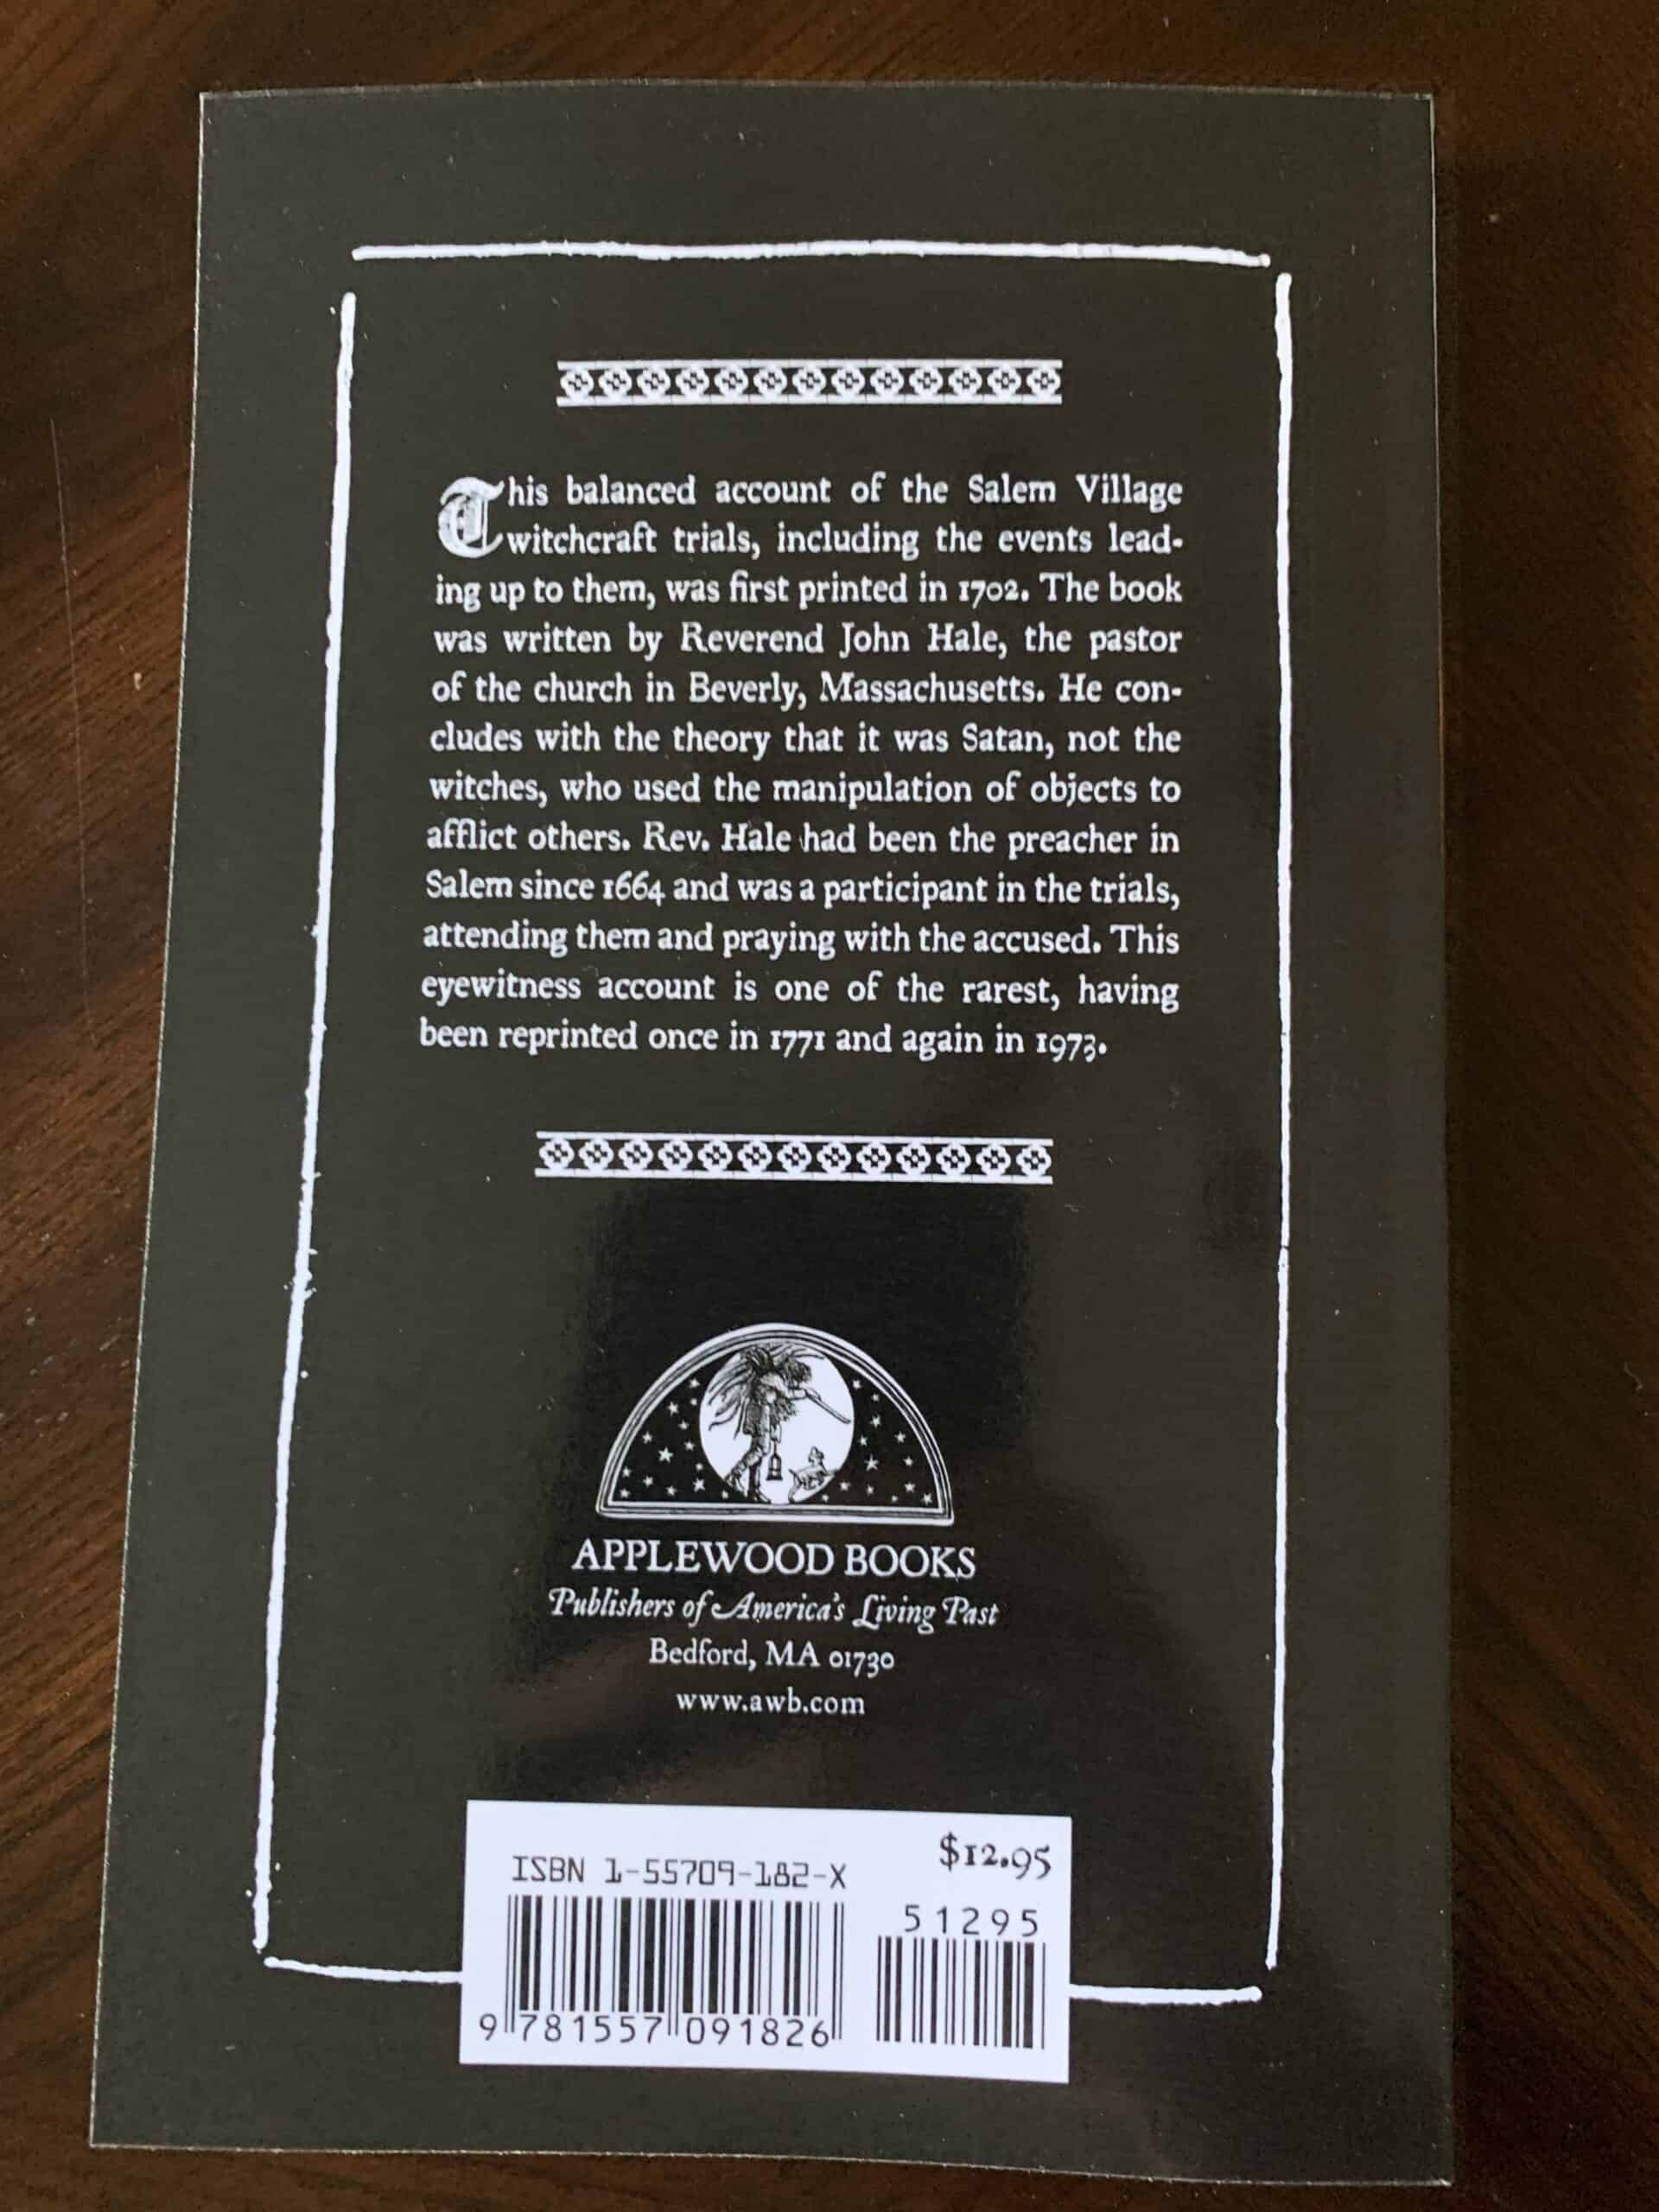 This balanced account of the Salem Village
witchcraft trials, including the events lead-
ing up to them, was first printed in 1702. The book
was written by Reverend John Hale, the pastor
of the church in Beverly, Massachusetts. He con-
cludes with the theory that it was Satan, not the
witches, who used the manipulation of objects to
afflict others. Rev. Hale had been the preacher in
Salem since 1664 and was a participant in the trials,
attending them and praying with the accused. This
eyewitness account is one of the rarest, having
been reprinted once in 1771 and again in 1973.
APPLEWOOD BOOKS
Publishers of America's Living Past
Bedford, MA 01730
www.awb.com
$12.95
ISBN 1-55709-182-X
51295
9 781557 091826